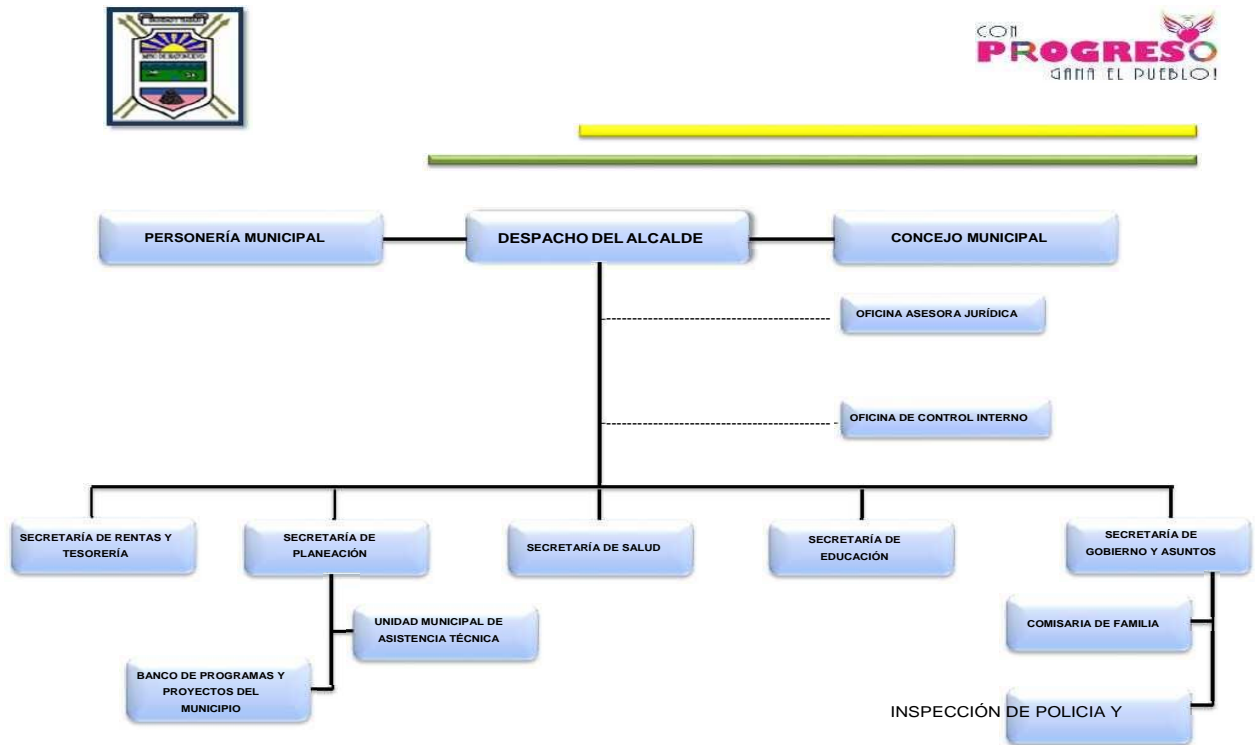 CON
PROGRESO
GANA EL PUEBLO!
PERSONERÍA MUNICIPAL
DESPACHO DEL ALCALDE
CONCEJO MUNICIPAL
OFICINA ASESORA JURÍDICA
OFICINA DE CONTROL INTERNO
SECRETARÍA DE RENTAS Y
TESORERÍA
SECRETARÍA DE
PLANEACIÓN
SECRETARÍA DE SALUD
SECRETARÍA DE
EDUCACIÓN
SECRETARÍA DE
GOBIERNO Y ASUNTOS
UNIDAD MUNICIPAL DE
ASISTENCIA TÉCNICA
COMISARIA DE FAMILIA
BANCO DE PROGRAMAS Y
PROYECTOS DEL
MUNICIPIO
INSPECCIÓN DE POLICIA Y